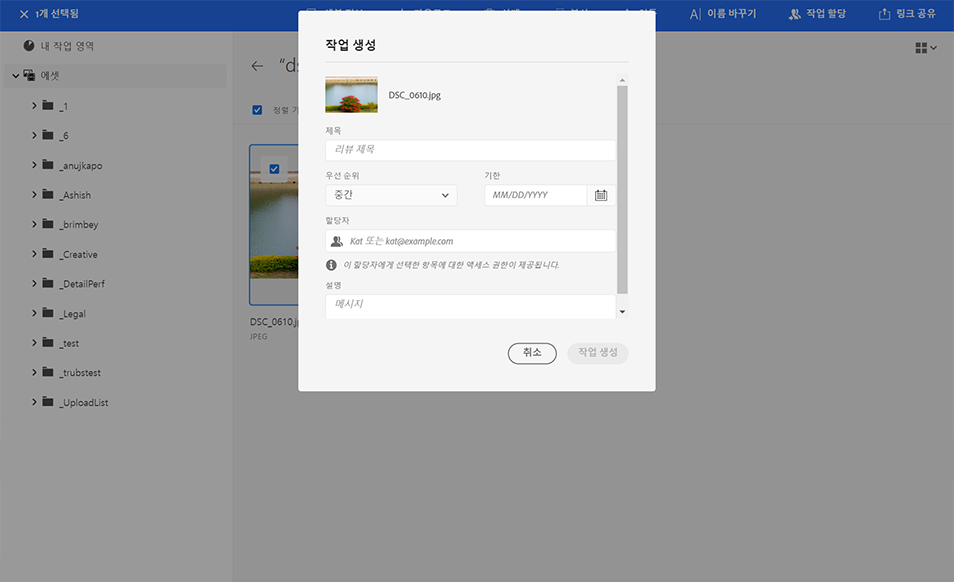 1개 선택됨
이름 바꾸기
작업 할당
링크 공유
내 작업 영역
에셋
_1
_6
_anujkapo
_Ashish
_brimbey
_Creative
_DetailPerf
_Legal
_test
_trubstest
_UploadList
“ds
정렬 기
DSC_0610.j
JPEG
작업 생성
DSC_0610.jpg
제목
리뷰 제목
우선 순위
기한
중간
MM/DD/YYYY
할당자
Kat 또는 kat@example.com
이 할당자에게 선택한 항목에 대한 액세스 권한이 제공됩니다.
설명
메시지
취소
작업 생성